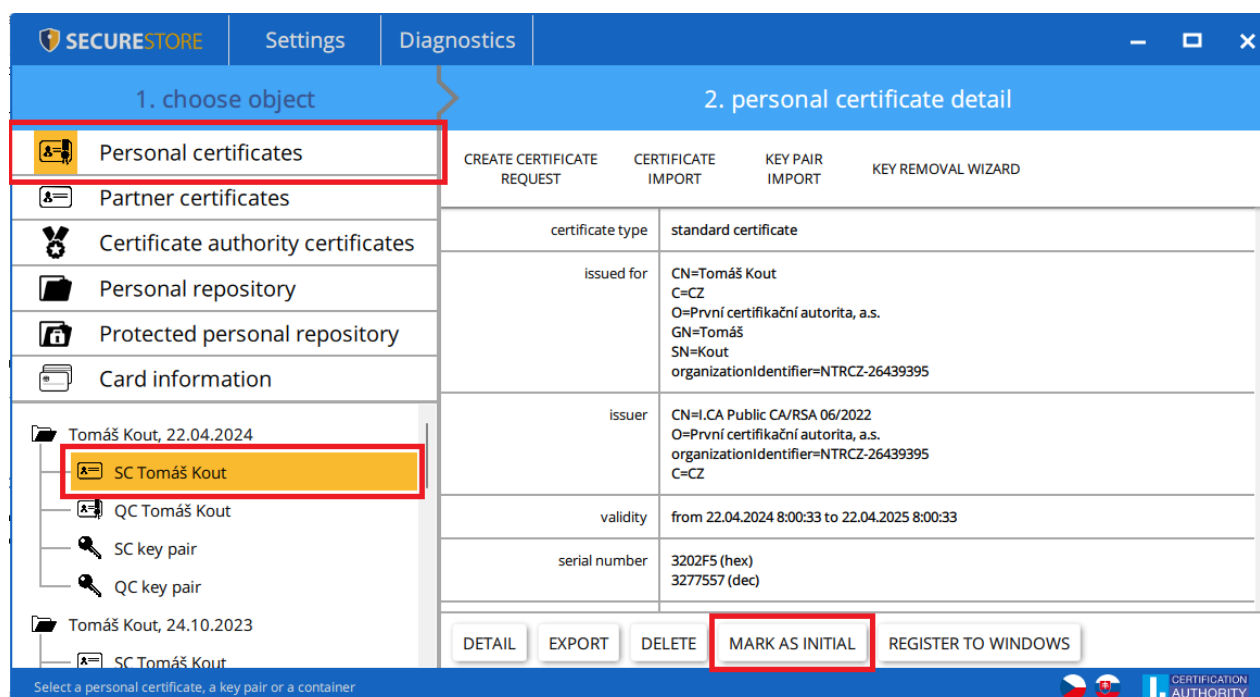 SECURESTORE Settings Diagnostics
1. choose object
2. personal certificate detail
Personal certificates
Partner certificates
Certificate authority certificates
Personal repository
Protected personal repository
Card information
Tomáš Kout, 22.04.2024
SC Tomáš Kout
QC Tomáš Kout
SC key pair
QC key pair
Tomáš Kout, 24.10.2023
SC Tomáš Kout
CREATE CERTIFICATE
REQUEST
CERTIFICATE
IMPORT
KEY PAIR
IMPORT
KEY REMOVAL WIZARD
certificate type standard certificate
issued for CN=Tomáš Kout
C=CZ
O=První certifikační autorita, a.s.
GN=Tomáš
SN=Kout
organizationIdentifier=NTRCZ-26439395
issuer CN=I.CA Public CA/RSA 06/2022
O=První certifikační autorita, a.s.
organizationIdentifier=NTRCZ-26439395
C=CZ
validity from 22.04.2024 8:00:33 to 22.04.2025 8:00:33
serial number 3202F5 (hex)
3277557 (dec)
DETAIL EXPORT DELETE MARK AS INITIAL REGISTER TO WINDOWS
Select a personal certificate, a key pair or a container
CERTIFICATION
AUTHORITY